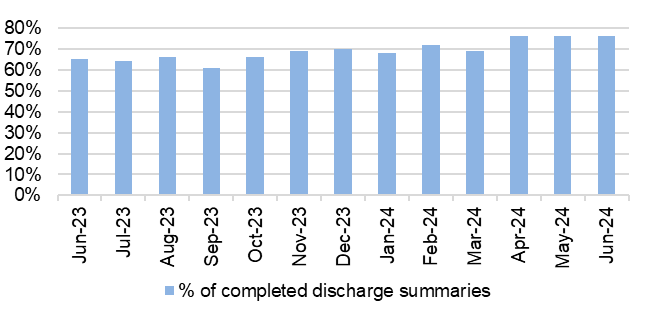 80%
70%
60%
50%
40%
30%
20%
10%
0%
Jun-23
Jul-23
Aug-23
Sep-23
Oct-23
Nov-23
Dec-23
Jan-24
Feb-24
Mar-24
Apr-24
May-24
Jun-24
% of completed discharge summaries